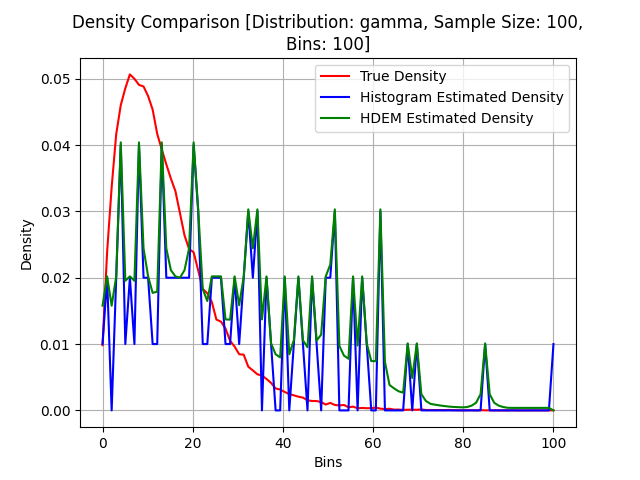 Density Comparison [Distribution: gamma, Sample Size: 100,
Bins: 100]
True Density
Histogram Estimated Density
HDEM Estimated Density
Density
0.05
0.04
0.03
0.02
0.01
0.00
0 20 40 60 80 100
Bins